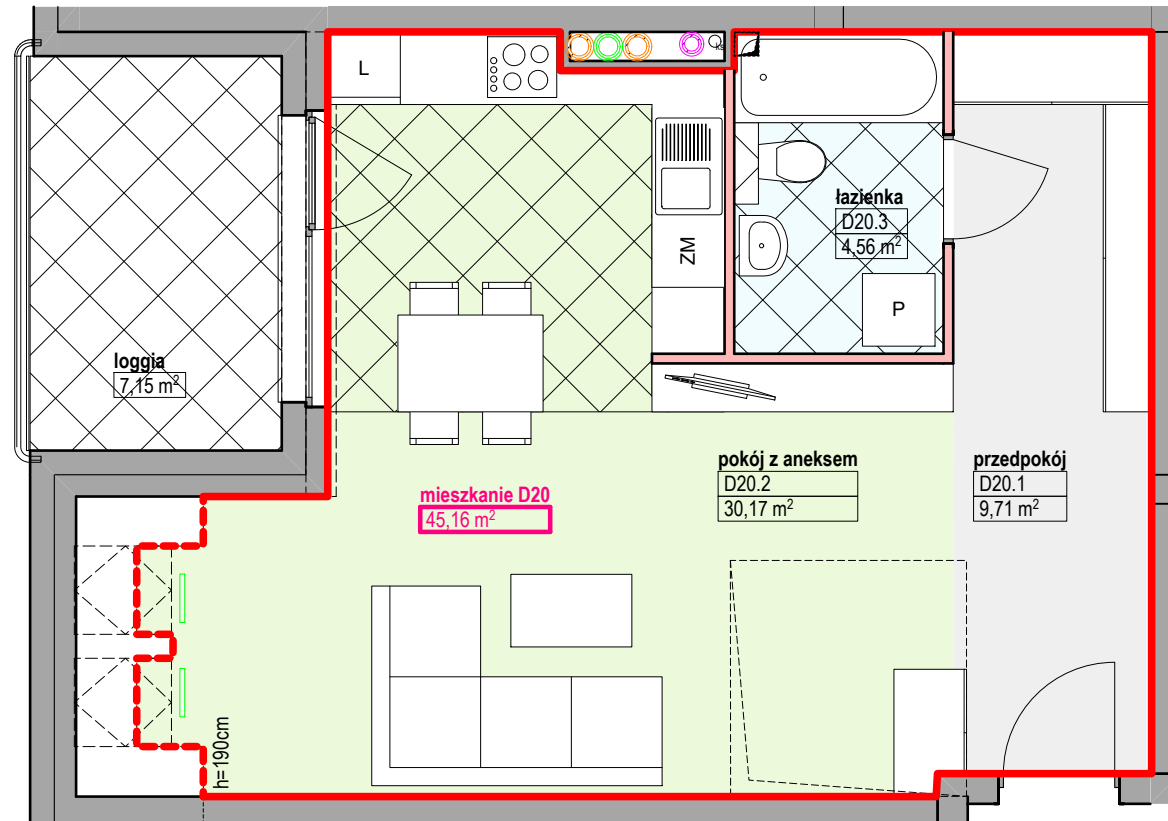 L
ks
łazienka
D20.3
4,56 m²
ZM
P
loggia
7,15 m²
pokój z aneksem
D20.2
30,17 m²
przedpokój
D20.1
9,71 m²
mieszkanie D20
45,16 m²
h=190cm